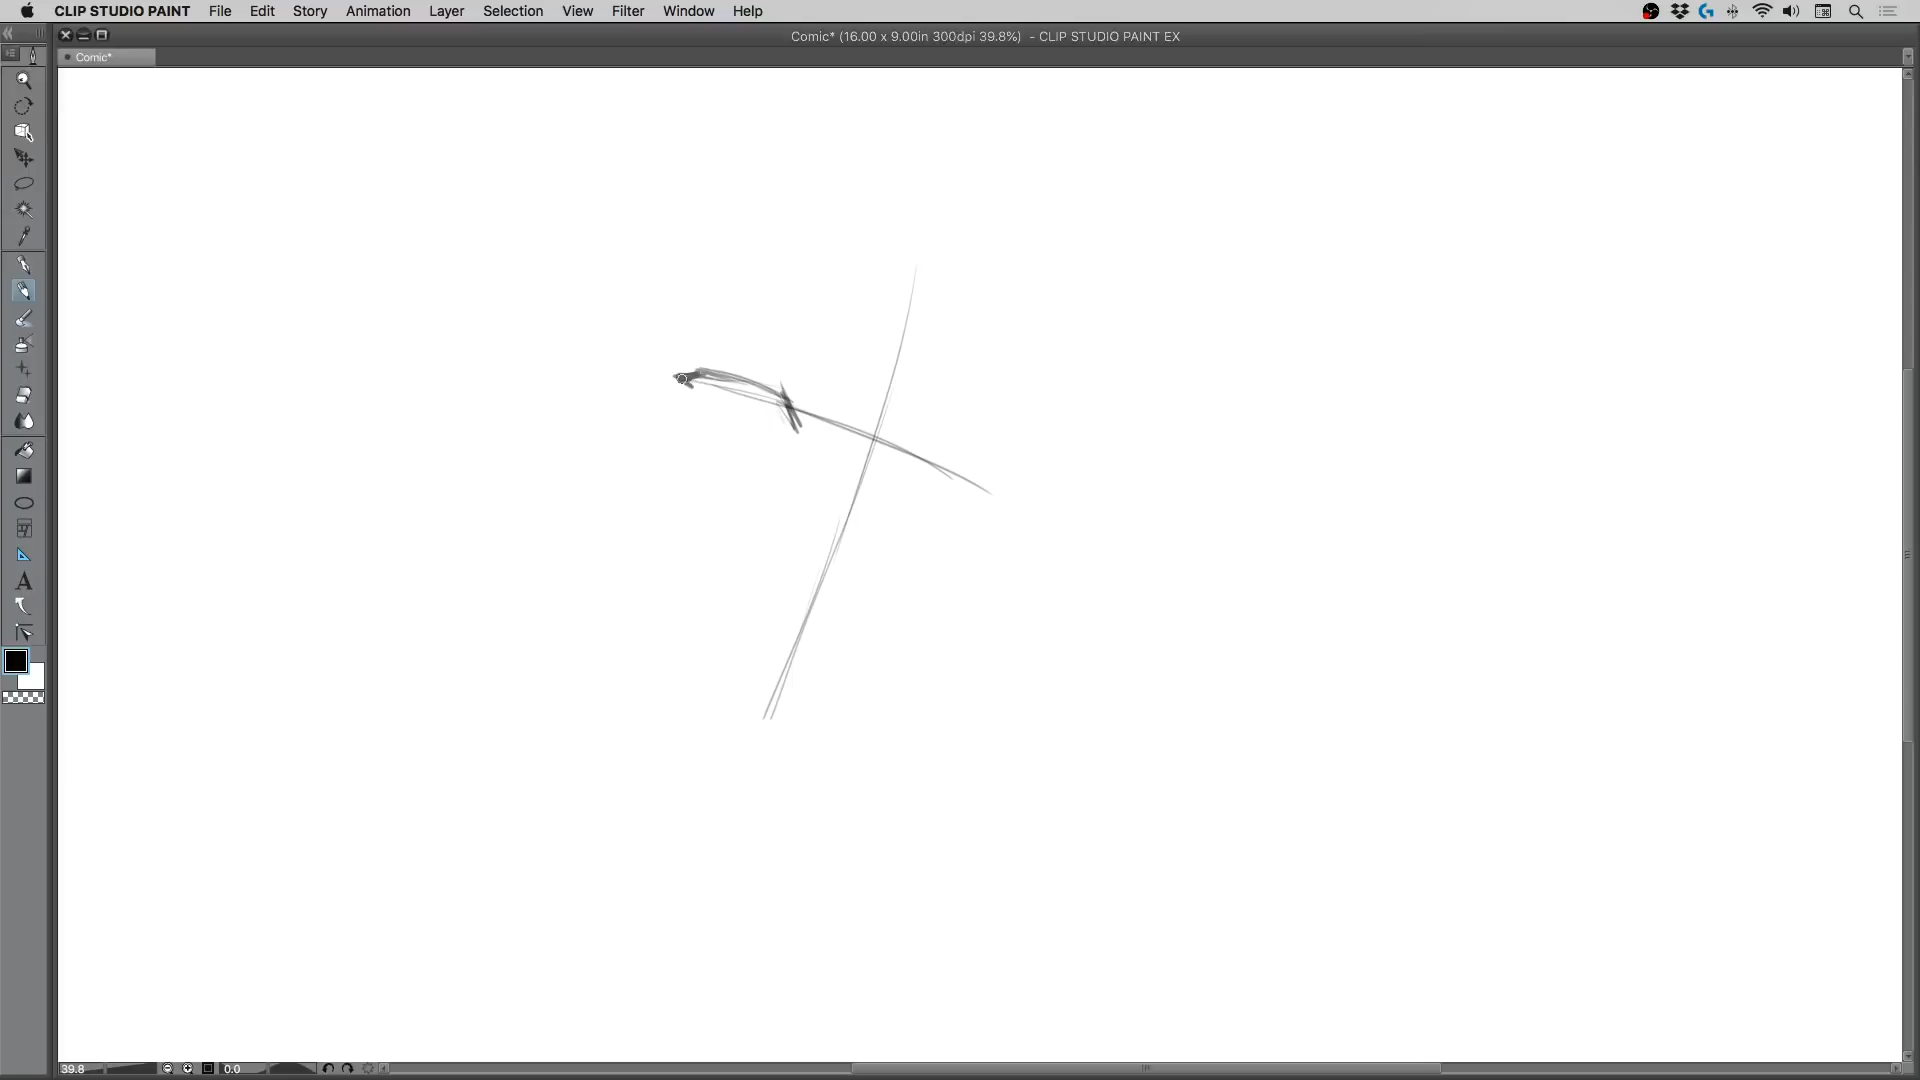 CLIP STUDIO PAINT File Edit Story Animation Layer Selection View Filter Window Help
Comic* (16.00 x 9.00in 300dpi 39.8%) - CLIP STUDIO PAINT EX
Comic*
A
39.8 0.0